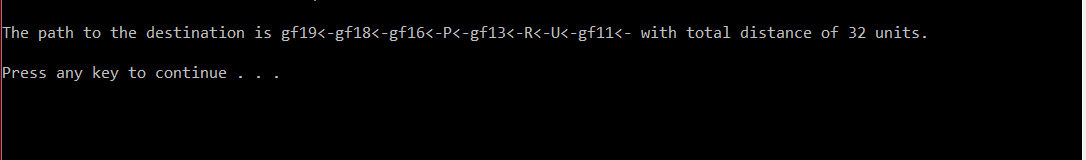 The path to the destination is gf19<-gf18<-gf16<-P<-gf13<-R<-U<-gf11<- with total distance of 32 units.
Press any key to continue . . .